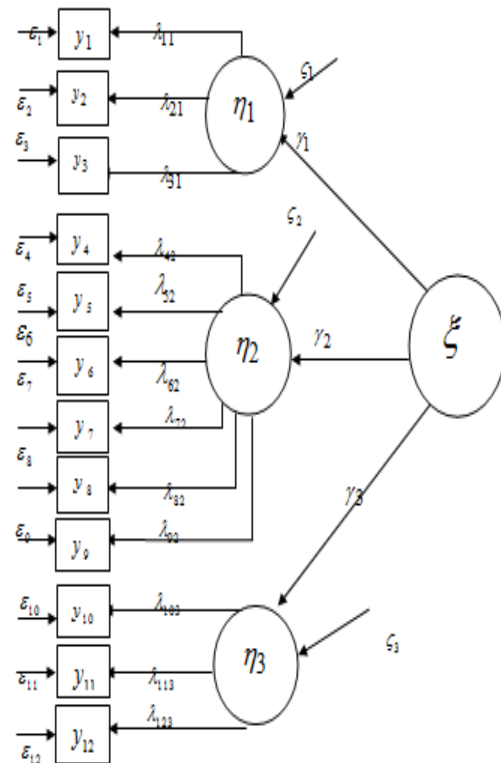 ε₁ y₁ λ₁₁
ς₁
ε₂ y₂ λ₂₁ η₁
ε₃ y₃ λ₃₁ γ₁
ε₄ y₄ λ₄₂ ς₂
ε₅ y₅ λ₅₂
ε₆ y₆ λ₆₂ η₂ γ₂ ξ
ε₇ y₇ λ₇₂
ε₈ y₈ λ₈₂ γ₃
ε₉ y₉ λ₉₂
ε₁₀ y₁₀ λ₁₀₃
ε₁₁ y₁₁ λ₁₁₃ η₃ ς₃
ε₁₂ y₁₂ λ₁₂₃